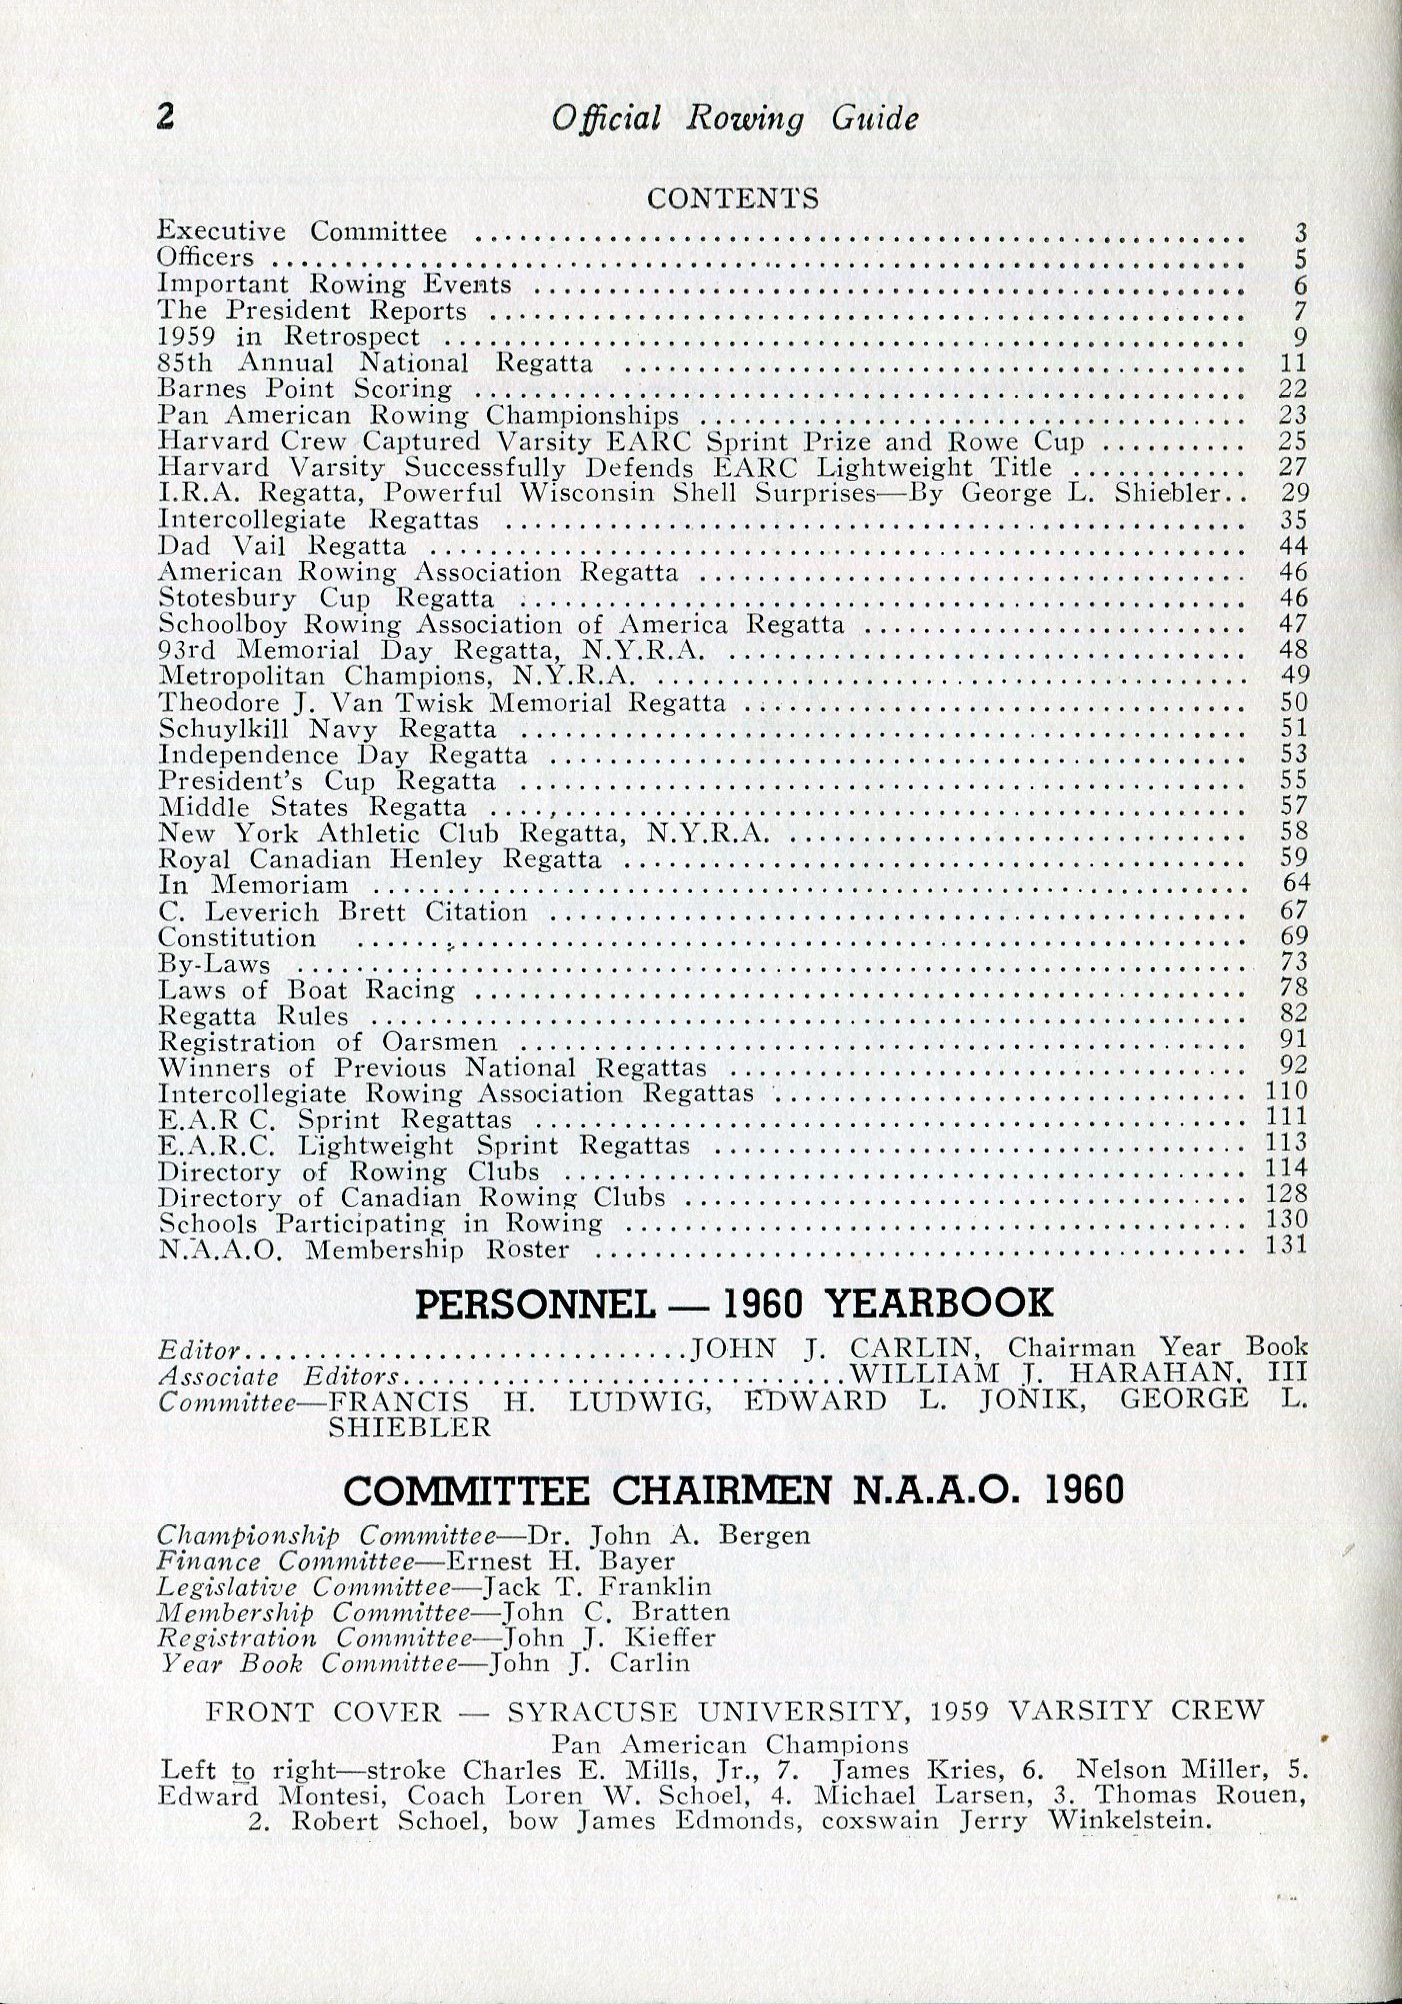 2 Official Rowing Guide
CONTENTS
Executive Committee .................................................... 3
Officers .................................................... 5
Important Rowing Events .................................................... 6
The President Reports .................................................... 7
1959 in Retrospect .................................................... 9
85th Annual National Regatta .......................................... 11
Barnes Point Scoring .................................................... 22
Pan American Rowing Championships ..................................... 23
Harvard Crew Captured Varsity EARC Sprint Prize and Rowe Cup .......... 25
Harvard Varsity Successfully Defends EARC Lightweight Title ............ 27
I.R.A. Regatta, Powerful Wisconsin Shell Surprises—By George L. Shiebler.. 29
Intercollegiate Regattas .................................................. 35
Dad Vail Regatta .................................................... 44
American Rowing Association Regatta ..................................... 46
Stotesbury Cup Regatta .................................................. 46
Schoolboy Rowing Association of America Regatta .......................... 47
93rd Memorial Day Regatta, N.Y.R.A. ................................... 48
Metropolitan Champions, N.Y.R.A. ........................................ 49
Theodore J. Van Twisk Memorial Regatta .................................. 50
Schuylkill Navy Regatta .................................................. 51
Independence Day Regatta ................................................ 53
President's Cup Regatta .................................................. 55
Middle States Regatta .................................................... 57
New York Athletic Club Regatta, N.Y.R.A. ............................... 58
Royal Canadian Henley Regatta .......................................... 59
In Memoriam .................................................... 64
C. Leverich Brett Citation ................................................ 67
Constitution .................................................... 69
By-Laws .................................................... 73
Laws of Boat Racing .................................................... 78
Regatta Rules .................................................... 82
Registration of Oarsmen .................................................. 91
Winners of Previous National Regattas ................................... 92
Intercollegiate Rowing Association Regattas ................................ 110
E.A.R C. Sprint Regattas ................................................ 111
E.A.R.C. Lightweight Sprint Regattas .................................... 113
Directory of Rowing Clubs .............................................. 114
Directory of Canadian Rowing Clubs ...................................... 128
Schools Participating in Rowing .......................................... 130
N.A.A.O. Membership Roster ............................................ 131
PERSONNEL — 1960 YEARBOOK
Editor..............................JOHN J. CARLIN, Chairman Year Book
Associate Editors..............................WILLIAM J. HARAHAN, III
Committee—FRANCIS H. LUDWIG, EDWARD L. JONIK, GEORGE L.
SHIEBLER
COMMITTEE CHAIRMEN N.A.A.O. 1960
Championship Committee—Dr. John A. Bergen
Finance Committee—Ernest H. Bayer
Legislative Committee—Jack T. Franklin
Membership Committee—John C. Bratten
Registration Committee—John J. Kieffer
Year Book Committee—John J. Carlin
FRONT COVER — SYRACUSE UNIVERSITY, 1959 VARSITY CREW
Pan American Champions
Left to right—stroke Charles E. Mills, Jr., 7. James Kries, 6. Nelson Miller, 5.
Edward Montesi, Coach Loren W. Schoel, 4. Michael Larsen, 3. Thomas Rouen,
2. Robert Schoel, bow James Edmonds, coxswain Jerry Winkelstein.